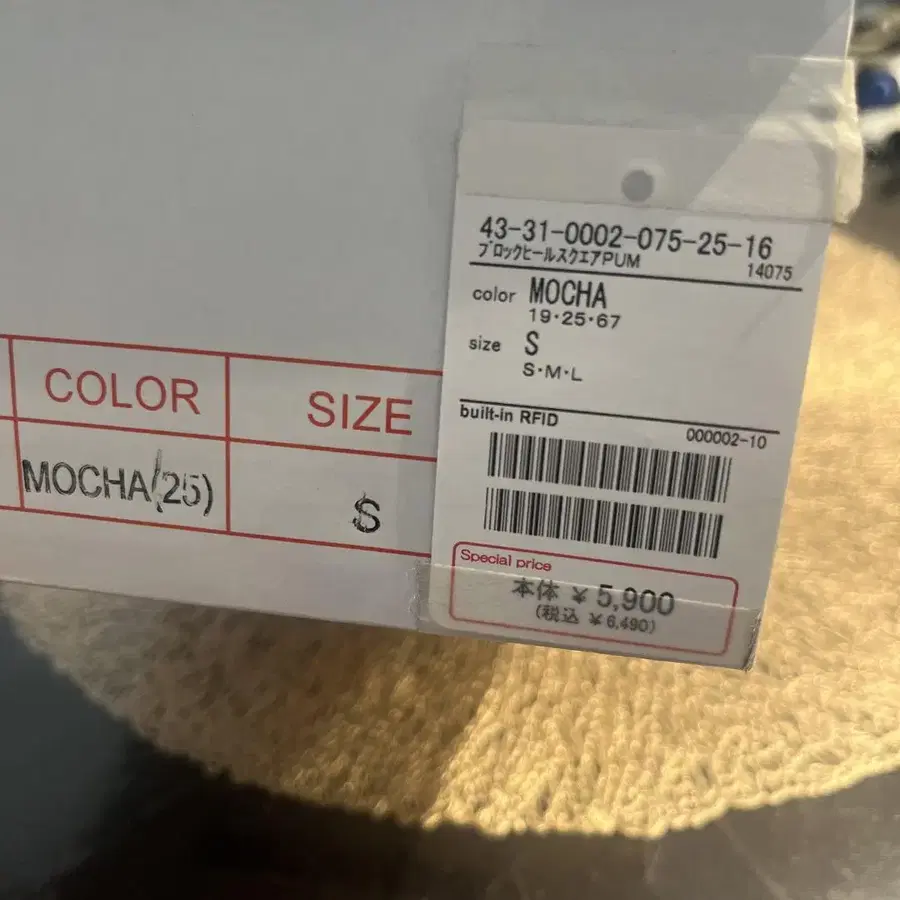 COLOR
SIZE
MOCHA(25)
S
43-31-0002-075-25-16
ブロックヒールスクエアPUM
14075
color MOCHA
19・25・67
size S
S・M・L
built-in RFID
000002-10
Special price
本体 ¥5,900
(税込 ¥6,490)